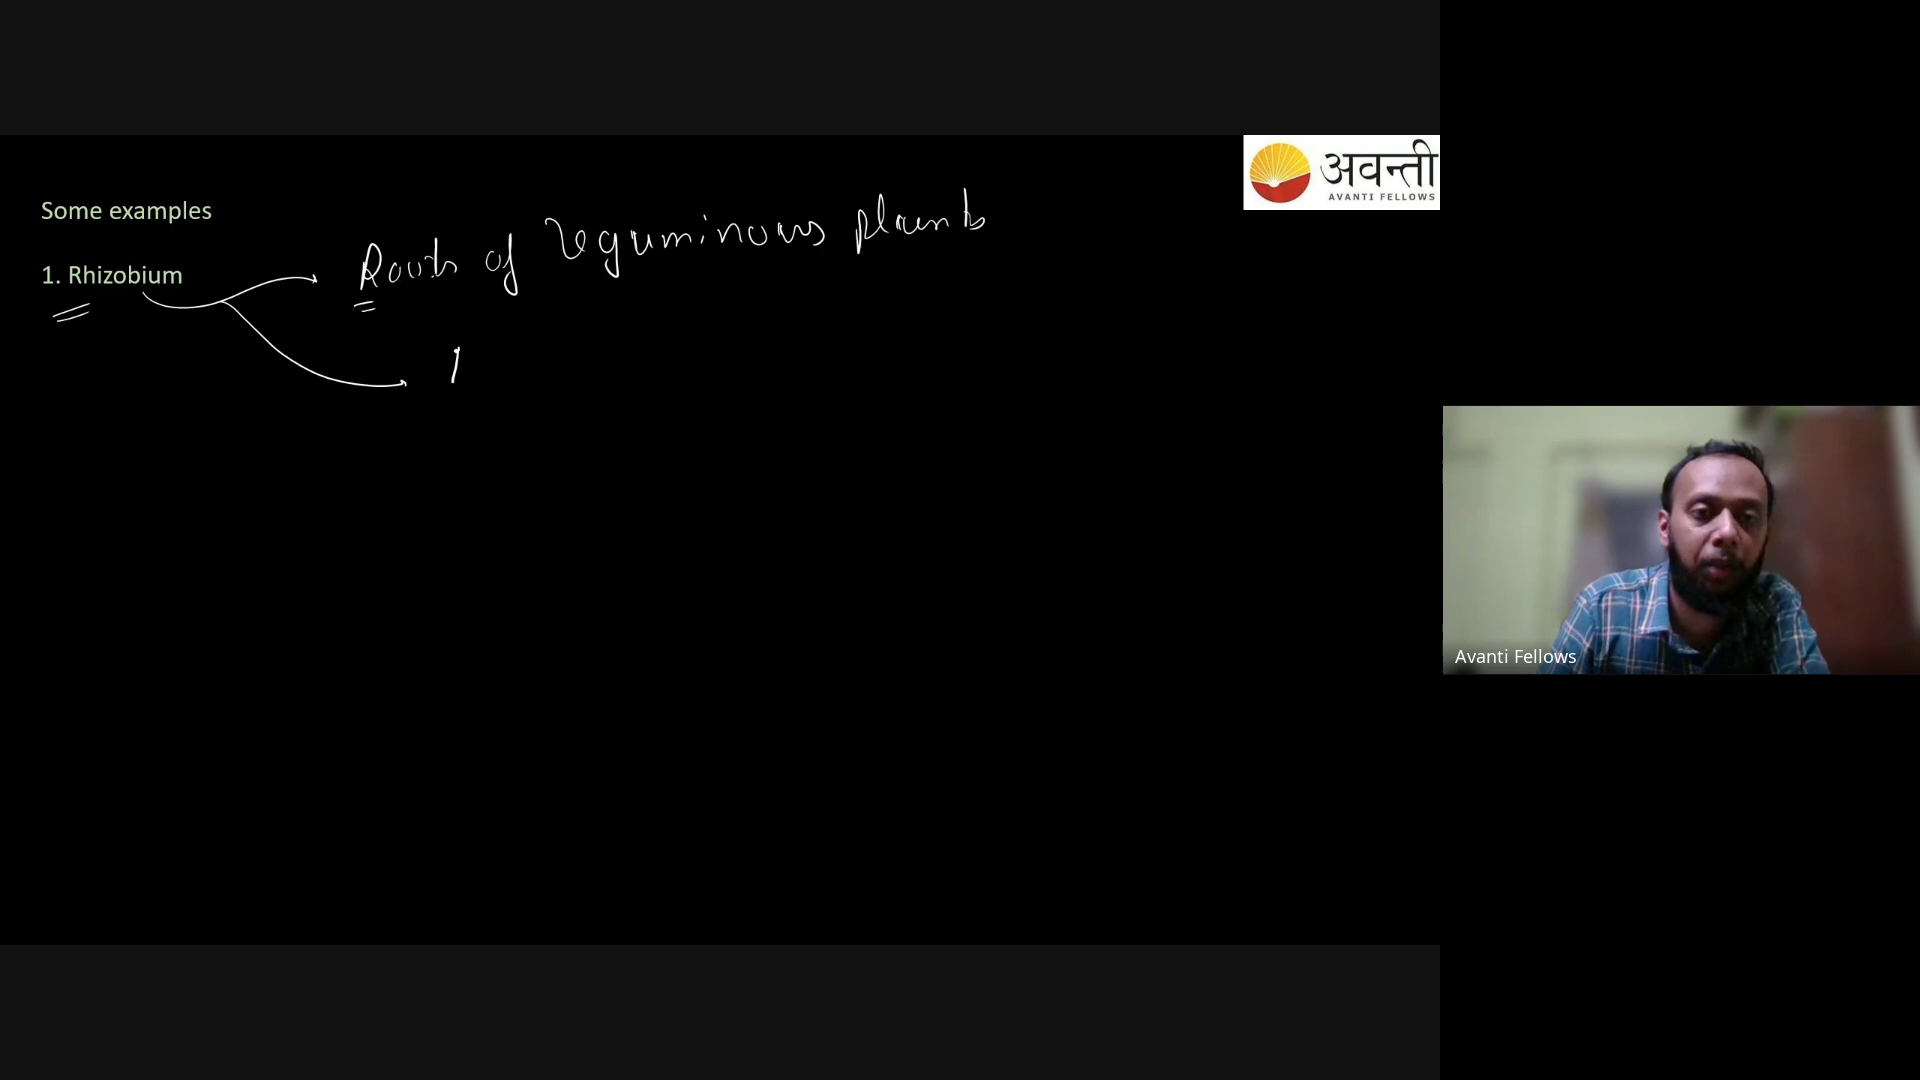 अवन्ती
AVANTI FELLOWS
Some examples
Roots of leguminous plants
1. Rhizobium
Avanti Fellows